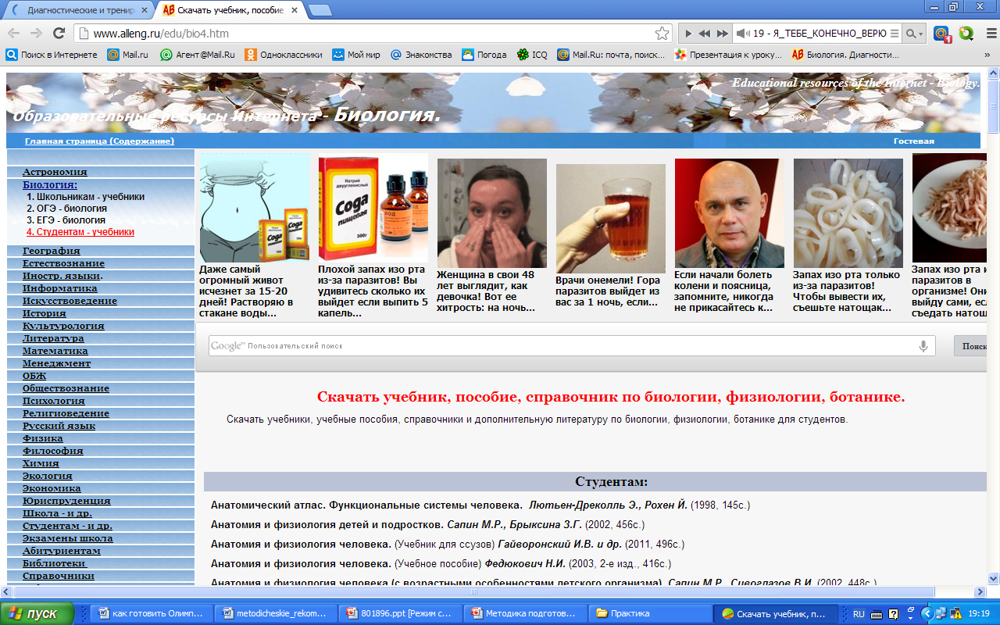 Диагностические и тренир
Скачать учебник, пособие
www.alleng.ru/edu/bio4.htm
19 - Я_ТЕБЕ_КОНЕЧНО_ВЕРЮ
1
Поиск в Интернете
Mail.ru
Агент@Mail.Ru
Одноклассники
Мой мир
Знакомства
Погода
ICQ
Mail.Ru: почта, поиск...
Презентация к уроку...
Биология. Диагности...
»
Educational resources of the Internet - Biology.
Образовательные ресурсы Интернета - Биология.
Главная страница (Содержание)
Гостевая
Астрономия
Биология:
1. Школьникам - учебники
2. ОГЭ - биология
3. ЕГЭ - биология
4. Студентам - учебники
География
Естествознание
Иностр. языки.
Информатика
Искусствоведение
История
Культурология
Литература
Математика
Менеджмент
ОБЖ
Обществознание
Психология
Религиоведение
Русский язык
Физика
Философия
Химия
Экология
Экономика
Юриспруденция
Школа - и др.
Студентам - и др.
Экзамены школа
Абитуриентам
Библиотеки
Справочники
Сода
пищевая
Даже самый
огромный живот
исчезнет за 15-20
дней! Растворяю в
стакане воды...
Натрий
двууглекислый
Сода
пищевая
500г
Плохой запах изо рта
из-за паразитов! Вы
удивитесь сколько их
выйдет если выпить 5
капель...
Женщина в свои 48
лет выглядит, как
девочка! Вот ее
хитрость: на ночь...
Врачи онемели! Гора
паразитов выйдет из
вас за 1 ночь, если...
Если начали болеть
колени и поясница,
запомните, никогда
не прикасайтесь к...
Запах изо рта только
из-за паразитов!
Чтобы вывести их,
съешьте натощак...
Запах изо рта
паразитов в
организме! Они
выйду сами, есл
съедать натощ
Google™ Пользовательский поиск
Поиск
Скачать учебник, пособие, справочник по биологии, физиологии, ботанике.
Скачать учебники, учебные пособия, справочники и дополнительную литературу по биологии, физиологии, ботанике для студентов.
Студентам:
Анатомический атлас. Функциональные системы человека. Лютьен-Дреколль Э., Рохен Й. (1998, 145с.)
Анатомия и физиология детей и подростков. Сапин М.Р., Брыксина З.Г. (2002, 456с.)
Анатомия и физиология человека. (Учебник для ссузов) Гайворонский И.В. и др. (2011, 496с.)
Анатомия и физиология человека. (Учебное пособие) Федюкович Н.И. (2003, 2-е изд., 416с.)
Анатомия и физиология человека (с возрастными особенностями детского организма). Сапин М.Р., Сивоглазов В.И. (2002, 448с.)
пуск
как готовить Олимп...
metodicheskie_rekom...
801896.ppt [Режим с...
Методика подготов...
Практика
Скачать учебник, п...
RU
19:19